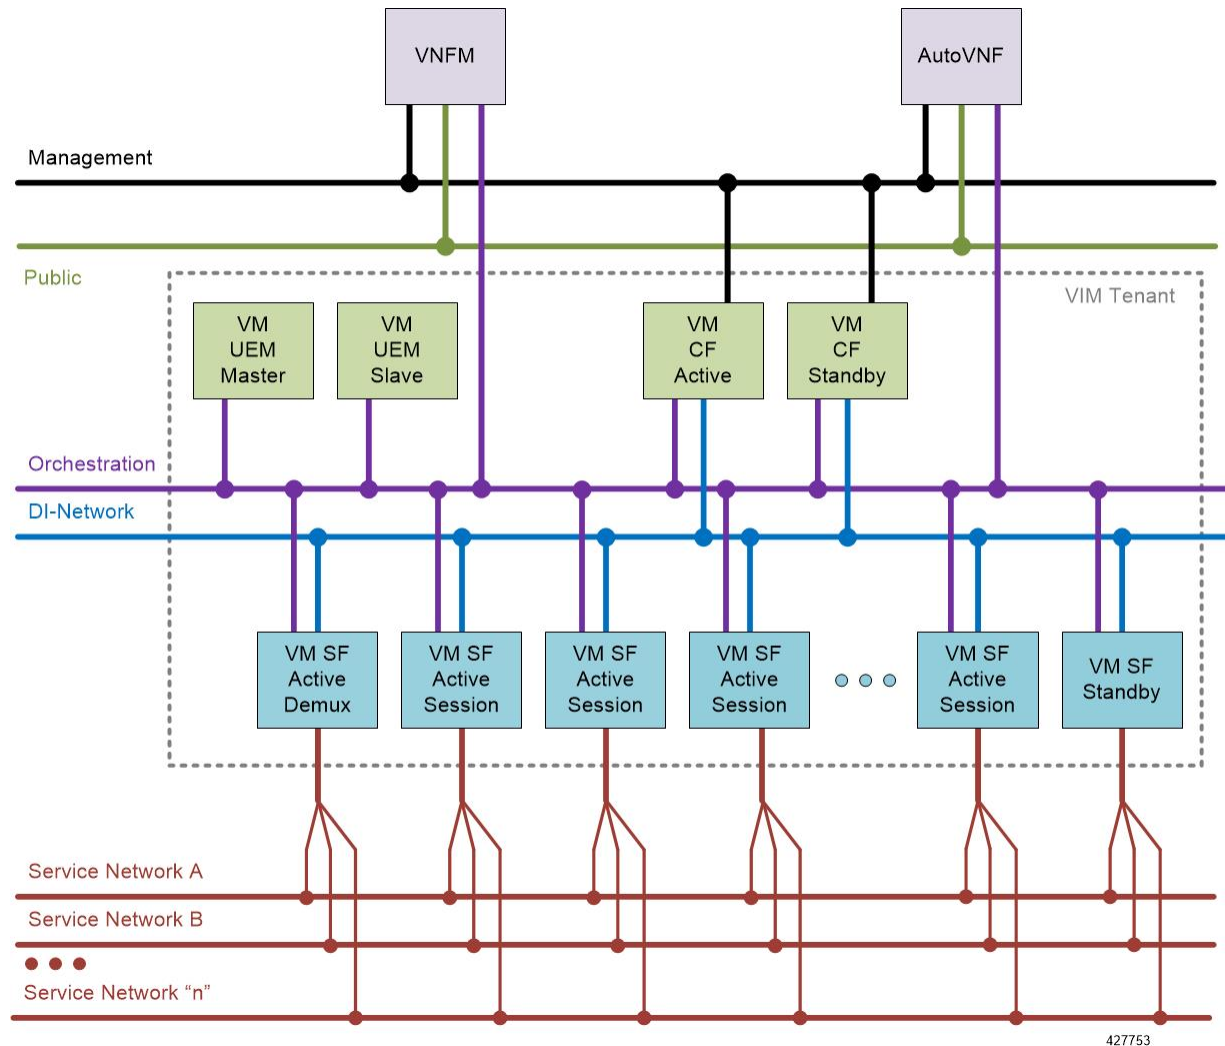 VNFM
AutoVNF
Management
Public
VIM Tenant
VM
UEM
Master
VM
UEM
Slave
VM
CF
Active
VM
CF
Standby
Orchestration
DI-Network
VM SF
Active
Demux
VM SF
Active
Session
VM SF
Active
Session
VM SF
Active
Session
VM SF
Active
Session
VM SF
Standby
Service Network A
Service Network B
Service Network “n”
427753